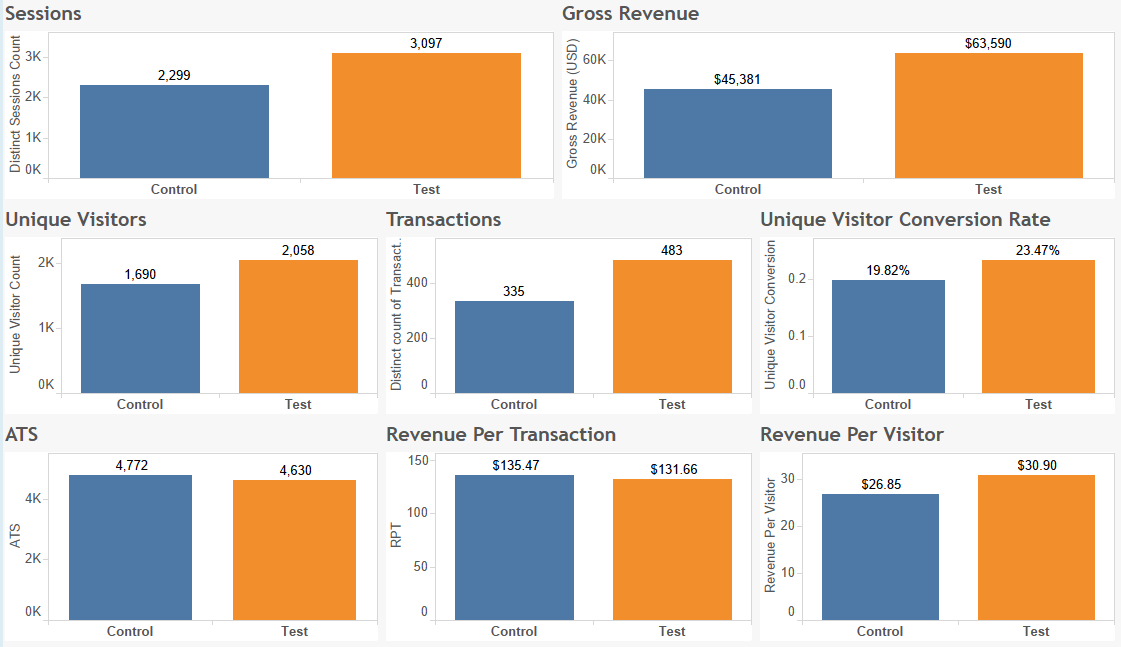 Sessions
Distinct Sessions Count
3K
2K
1K
0K
2,299
3,097
Control
Test
Gross Revenue
Gross Revenue (USD)
60K
40K
20K
0K
$45,381
$63,590
Control
Test
Unique Visitors
Unique Visitor Count
2K
1K
0K
1,690
2,058
Control
Test
Transactions
Distinct count of Transact..
400
200
0
335
483
Control
Test
Unique Visitor Conversion Rate
Unique Visitor Conversion
0.2
0.1
0.0
19.82%
23.47%
Control
Test
ATS
ATS
4K
2K
0K
4,772
4,630
Control
Test
Revenue Per Transaction
RPT
150
100
50
0
$135.47
$131.66
Control
Test
Revenue Per Visitor
Revenue Per Visitor
30
20
10
0
$26.85
$30.90
Control
Test